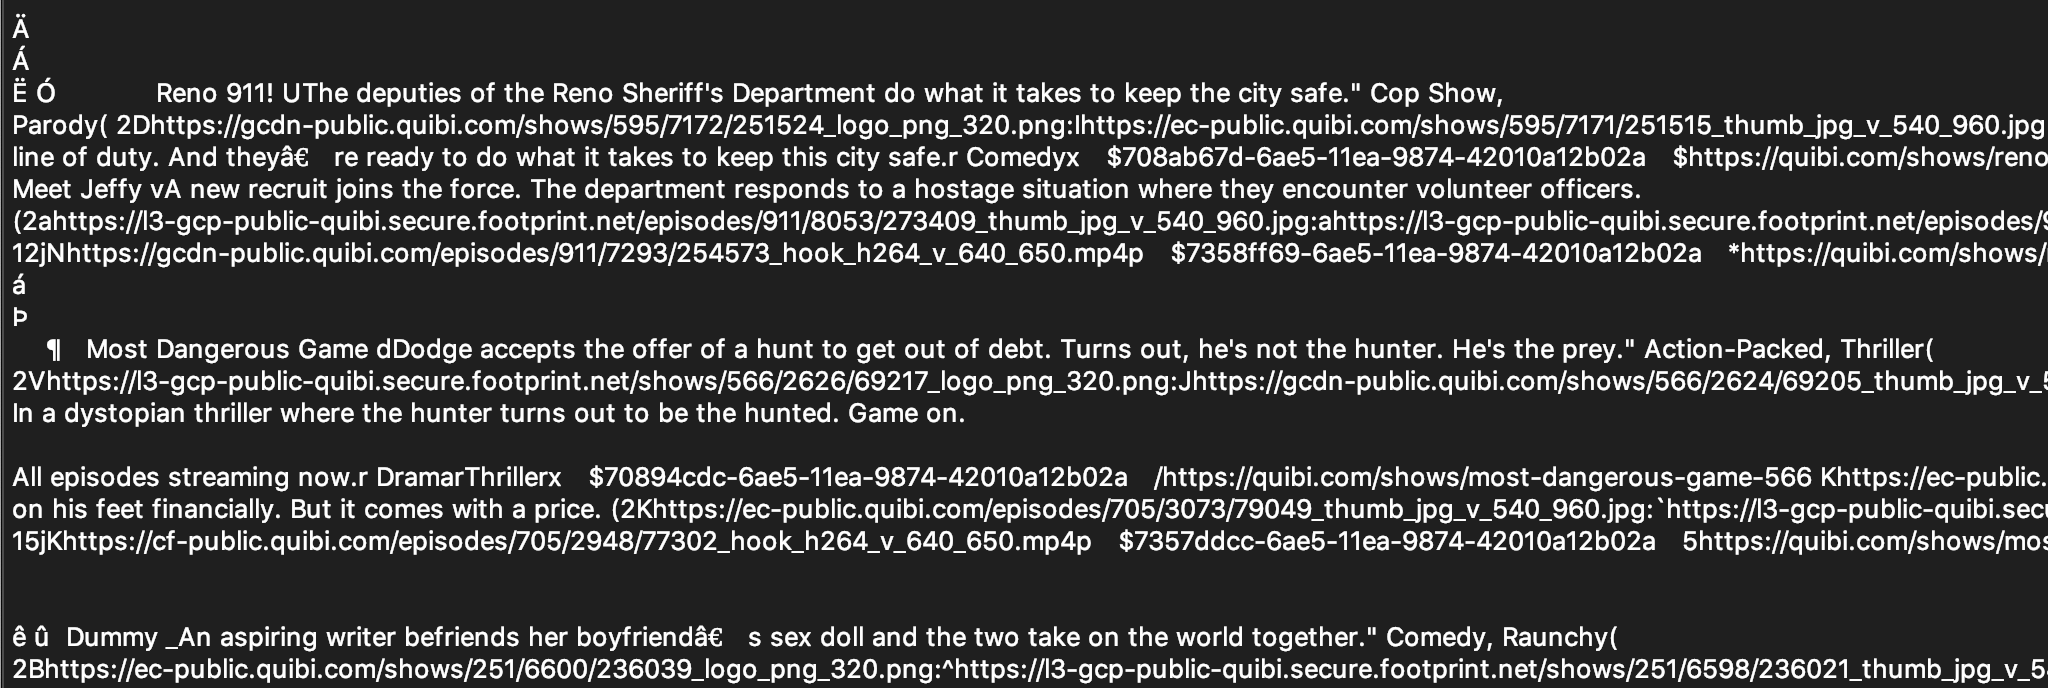 Ä
Á
Ë Ó Reno 911! UThe deputies of the Reno Sheriff's Department do what it takes to keep the city safe." Cop Show,
Parody( 2Dhttps://gcdn-public.quibi.com/shows/595/7172/251524_logo_png_320.png:Ihttps://ec-public.quibi.com/shows/595/7171/251515_thumb_jpg_v_540_960.jpg
line of duty. And theyâ€ re ready to do what it takes to keep this city safe.r Comedyx $708ab67d-6ae5-11ea-9874-42010a12b02a $https://quibi.com/shows/reno
Meet Jeffy vA new recruit joins the force. The department responds to a hostage situation where they encounter volunteer officers.
(2ahttps://l3-gcp-public-quibi.secure.footprint.net/episodes/911/8053/273409_thumb_jpg_v_540_960.jpg:ahttps://l3-gcp-public-quibi.secure.footprint.net/episodes/9
12jNhttps://gcdn-public.quibi.com/episodes/911/7293/254573_hook_h264_v_640_650.mp4p $7358ff69-6ae5-11ea-9874-42010a12b02a *https://quibi.com/shows/
á
Þ
¶ Most Dangerous Game dDodge accepts the offer of a hunt to get out of debt. Turns out, he's not the hunter. He's the prey." Action-Packed, Thriller(
2Vhttps://l3-gcp-public-quibi.secure.footprint.net/shows/566/2626/69217_logo_png_320.png:Jhttps://gcdn-public.quibi.com/shows/566/2624/69205_thumb_jpg_v_5
In a dystopian thriller where the hunter turns out to be the hunted. Game on.
All episodes streaming now.r DramarThrillerx $70894cdc-6ae5-11ea-9874-42010a12b02a /https://quibi.com/shows/most-dangerous-game-566 Khttps://ec-public.
on his feet financially. But it comes with a price. (2Khttps://ec-public.quibi.com/episodes/705/3073/79049_thumb_jpg_v_540_960.jpg:`https://l3-gcp-public-quibi.secu
15jKhttps://cf-public.quibi.com/episodes/705/2948/77302_hook_h264_v_640_650.mp4p $7357ddcc-6ae5-11ea-9874-42010a12b02a 5https://quibi.com/shows/mos
ê û Dummy _An aspiring writer befriends her boyfriendâ€ s sex doll and the two take on the world together." Comedy, Raunchy(
2Bhttps://ec-public.quibi.com/shows/251/6600/236039_logo_png_320.png:^https://l3-gcp-public-quibi.secure.footprint.net/shows/251/6598/236021_thumb_jpg_v_54